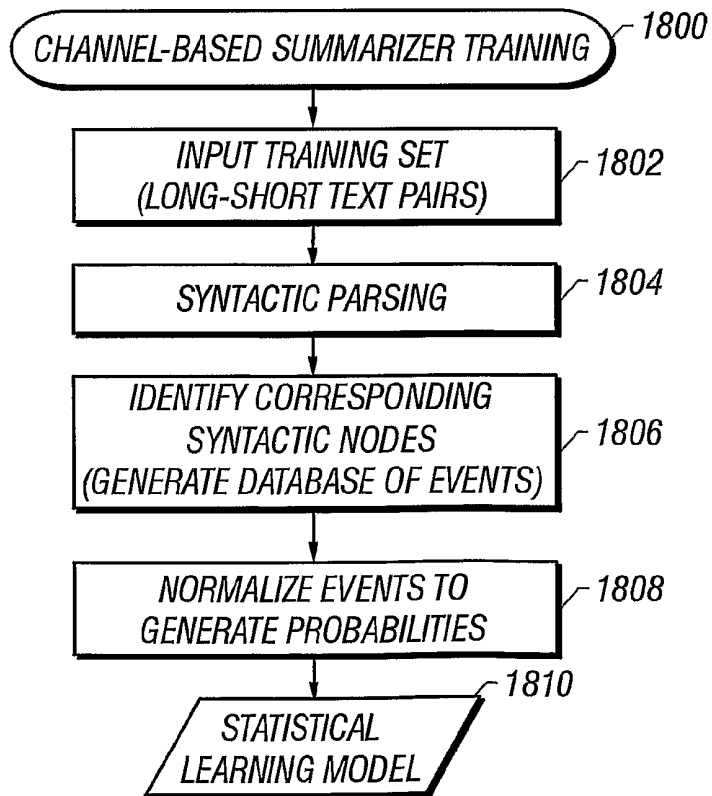 CHANNEL-BASED SUMMARIZER TRAINING
1800
INPUT TRAINING SET
(LONG-SHORT TEXT PAIRS)
1802
SYNTACTIC PARSING
1804
IDENTIFY CORRESPONDING
SYNTACTIC NODES
(GENERATE DATABASE OF EVENTS)
1806
NORMALIZE EVENTS TO
GENERATE PROBABILITIES
1808
STATISTICAL
LEARNING MODEL
1810